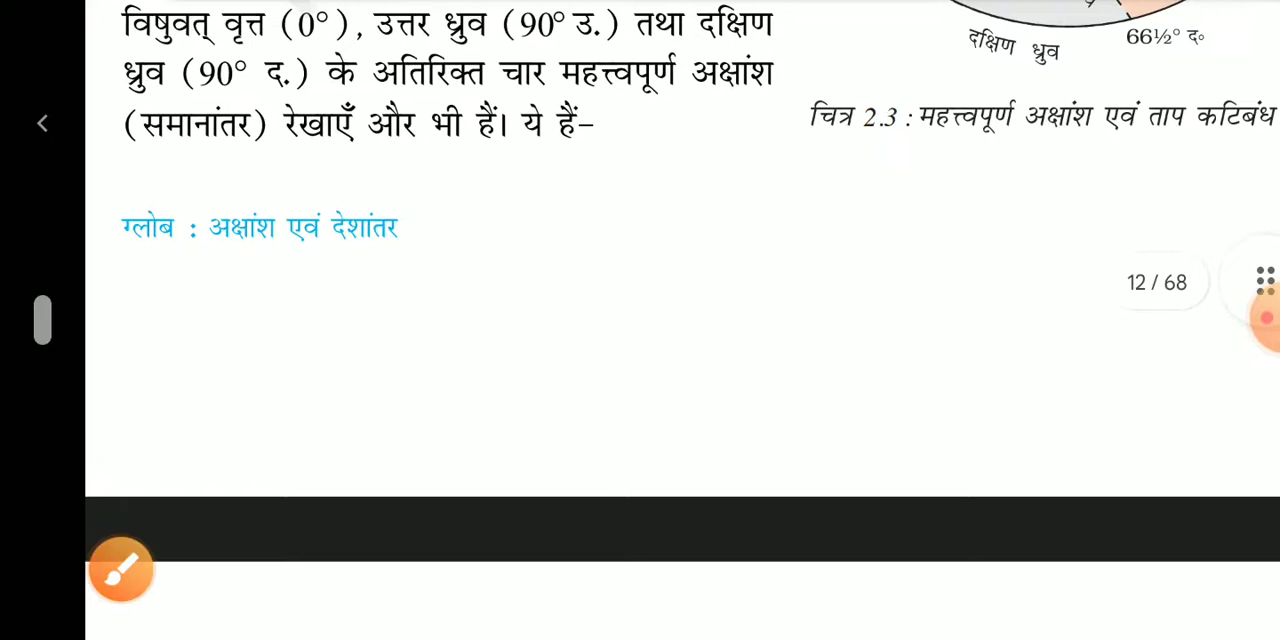 विषुवत् वृत्त (0°), उत्तर ध्रुव (90° उ.) तथा दक्षिण
ध्रुव (90° द.) के अतिरिक्त चार महत्त्वपूर्ण अक्षांश
(समानांतर) रेखाएँ और भी हैं। ये हैं–
दक्षिण ध्रुव
66½° द॰
चित्र 2.3 : महत्त्वपूर्ण अक्षांश एवं ताप कटिबंध
ग्लोब : अक्षांश एवं देशांतर
12 / 68